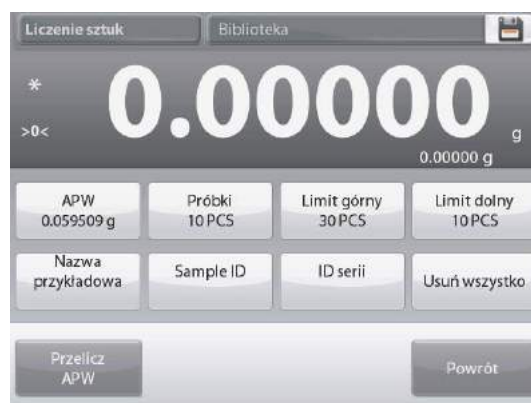 Liczenie sztuk
Biblioteka
*
>0<
0.00000 g
0.00000 g
APW
0.059509 g
Próbki
10 PCS
Limit górny
30 PCS
Limit dolny
10 PCS
Nazwa
przykładowa
Sample ID
ID serii
Usuń wszystko
Przelicz
APW
Powrót